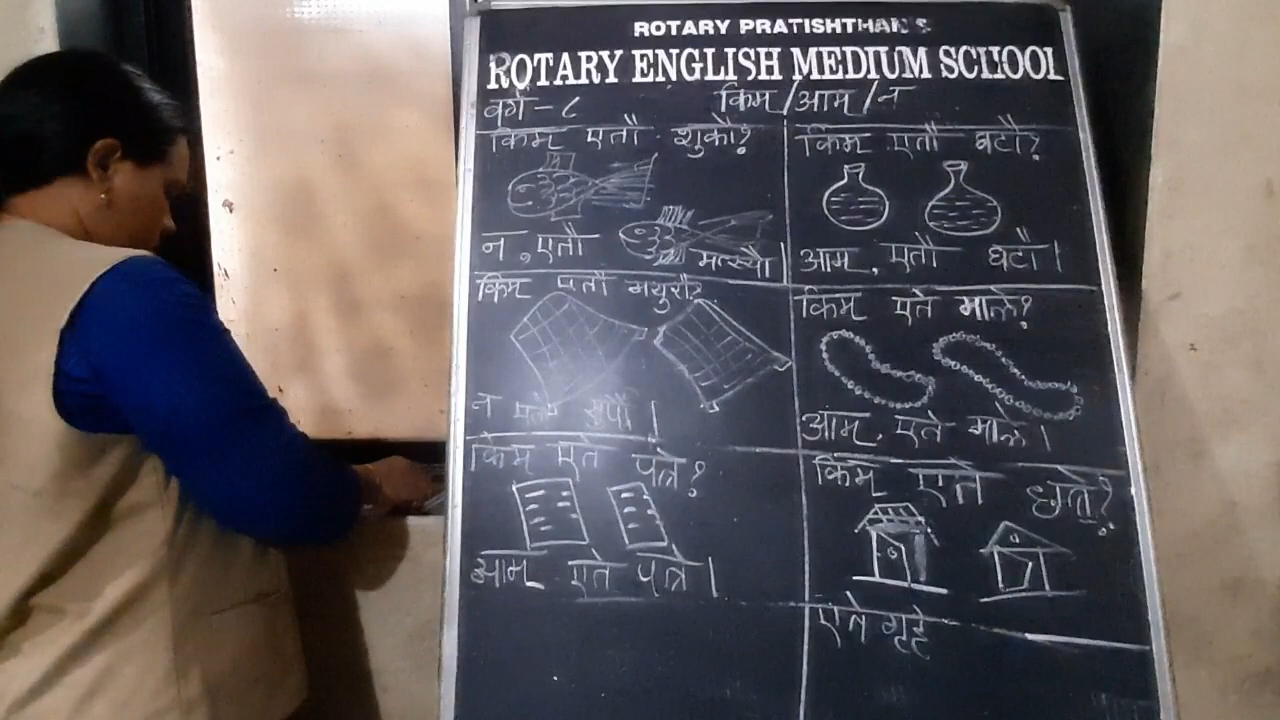 ROTARY PRATISHTHAN'S
ROTARY ENGLISH MEDIUM SCHOOL
वर्ग - ८ किम / आम / न
किम एतौ शुकौ?
न, एतौ मत्स्यौ।
किम एतौ मयुरौ?
न एतौ शुर्पौ।
किम एते पत्रे?
आम एते पत्रे।
किम एतौ घटौ?
आम, एतौ घटौ।
किम एते माले?
आम, एते माले।
किम एते
एते गृहे